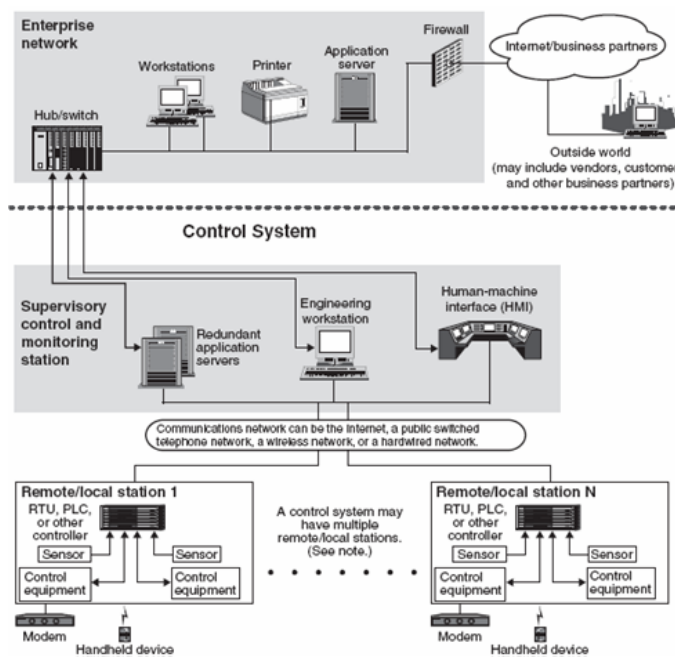 Enterprise
network
Workstations
Printer
Application
server
Firewall
Internet/business partners
Hub/switch
Outside world
(may include vendors, customer
and other business partners)
Control System
Supervisory
control and
monitoring
station
Redundant
application
servers
Engineering
workstation
Human-machine
interface (HMI)
Communications network can be the Internet, a public switched
telephone network, a wireless network, or a hardwired network.
Remote/local station 1
RTU, PLC,
or other
controller
Sensor
Sensor
Control
equipment
Control
equipment
Modem
Handheld device
A control system may
have multiple
remote/local stations.
(See note.)
Remote/local station N
RTU, PLC,
or other
controller
Sensor
Sensor
Control
equipment
Control
equipment
Modem
Handheld device